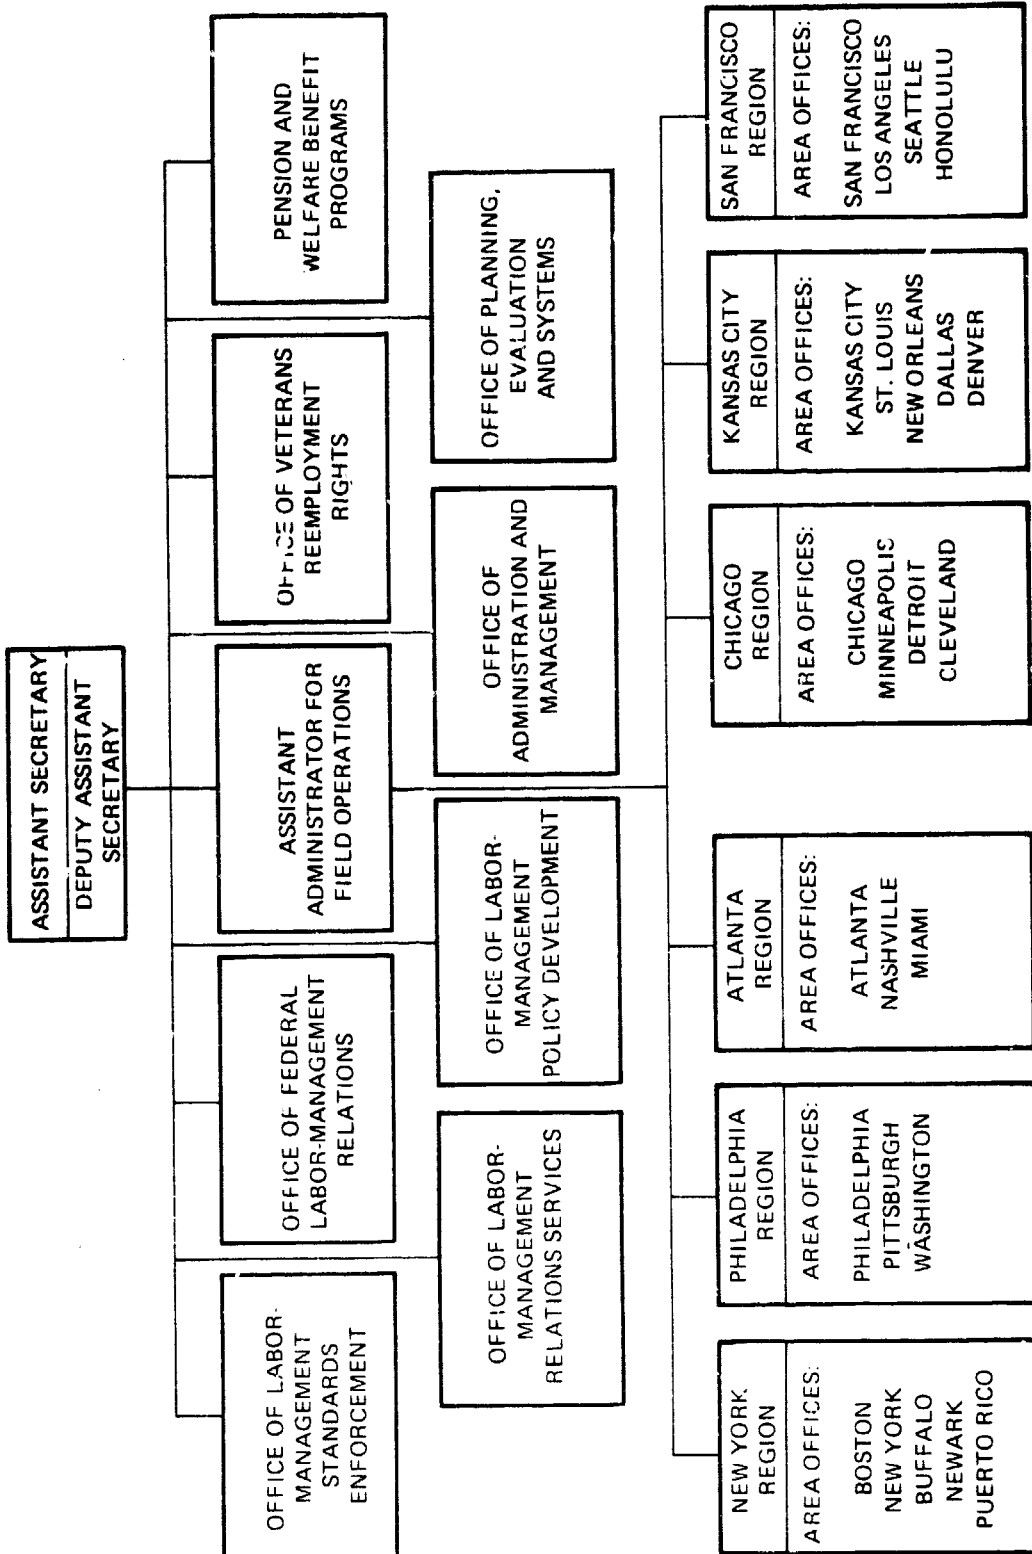 ASSISTANT SECRETARY
DEPUTY ASSISTANT
SECRETARY
OFFICE OF LABOR-
MANAGEMENT
STANDARDS
ENFORCEMENT
OFFICE OF FEDERAL
LABOR-MANAGEMENT
RELATIONS
ASSISTANT
ADMINISTRATOR FOR
FIELD OPERATIONS
OFFICE OF VETERANS
REEMPLOYMENT
RIGHTS
PENSION AND
WELFARE BENEFIT
PROGRAMS
OFFICE OF LABOR-
MANAGEMENT
RELATIONS SERVICES
OFFICE OF LABOR-
MANAGEMENT
POLICY DEVELOPMENT
OFFICE OF
ADMINISTRATION AND
MANAGEMENT
OFFICE OF PLANNING,
EVALUATION
AND SYSTEMS
NEW YORK
REGION
AREA OFFICES:
BOSTON
NEW YORK
BUFFALO
NEWARK
PUERTO RICO
PHILADELPHIA
REGION
AREA OFFICES:
PHILADELPHIA
PITTSBURGH
WASHINGTON
ATLANTA
REGION
AREA OFFICES:
ATLANTA
NASHVILLE
MIAMI
CHICAGO
REGION
AREA OFFICES:
CHICAGO
MINNEAPOLIS
DETROIT
CLEVELAND
KANSAS CITY
REGION
AREA OFFICES:
KANSAS CITY
ST. LOUIS
NEW ORLEANS
DALLAS
DENVER
SAN FRANCISCO
REGION
AREA OFFICES:
SAN FRANCISCO
LOS ANGELES
SEATTLE
HONOLULU